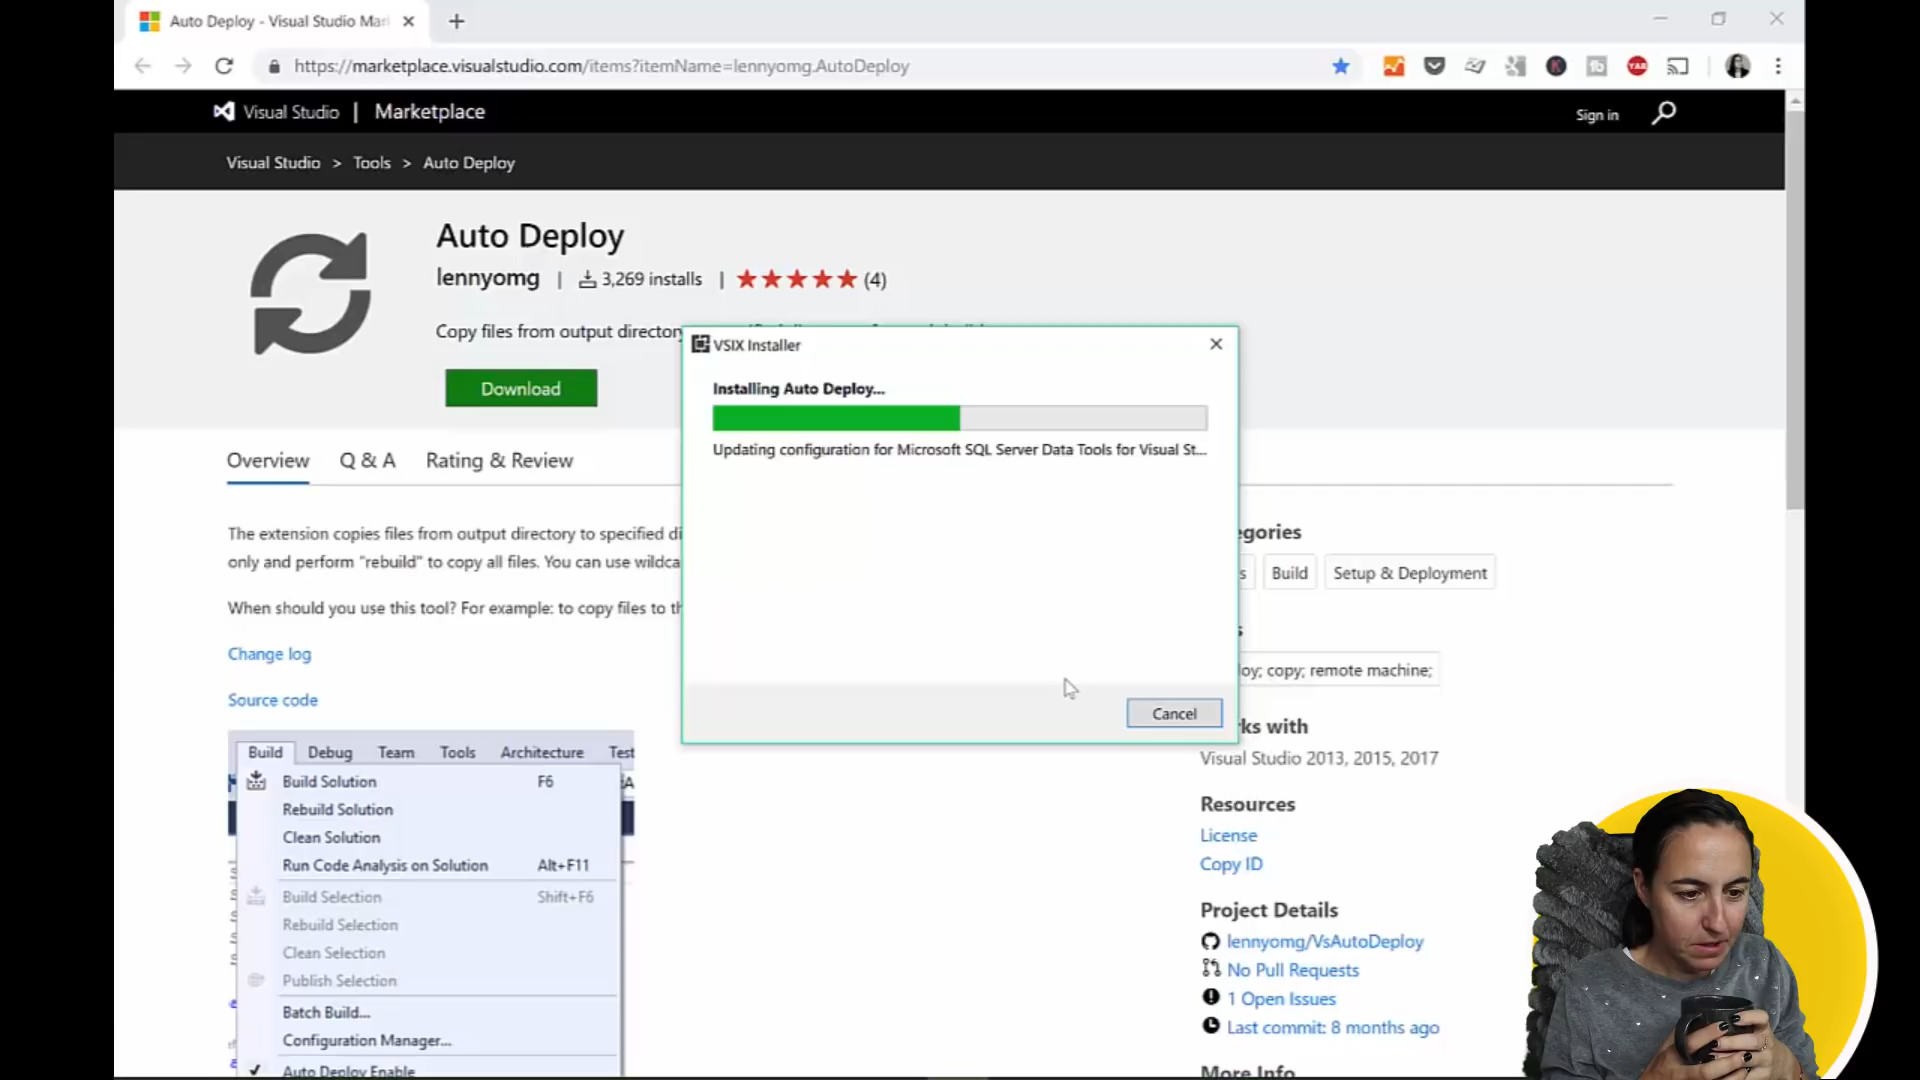 Auto Deploy - Visual Studio Mar
https://marketplace.visualstudio.com/items?itemName=lennyomg.AutoDeploy
Visual Studio | Marketplace
Sign in
Visual Studio > Tools > Auto Deploy
Auto Deploy
lennyomg | 3,269 installs | (4)
Copy files from output directory
Download
VSIX Installer
Installing Auto Deploy...
Updating configuration for Microsoft SQL Server Data Tools for Visual St...
Cancel
Overview Q & A Rating & Review
The extension copies files from output directory to specified di
only and perform "rebuild" to copy all files. You can use wildca
When should you use this tool? For example: to copy files to th
Change log
Source code
Build Debug Team Tools Architecture Test
Build Solution F6
Rebuild Solution
Clean Solution
Run Code Analysis on Solution Alt+F11
Build Selection Shift+F6
Rebuild Selection
Clean Selection
Publish Selection
Batch Build...
Configuration Manager...
Auto Deploy Enable
egories
s Build Setup & Deployment
s
loy; copy; remote machine;
ks with
Visual Studio 2013, 2015, 2017
Resources
License
Copy ID
Project Details
lennyomg/VsAutoDeploy
No Pull Requests
1 Open Issues
Last commit: 8 months ago
More Info